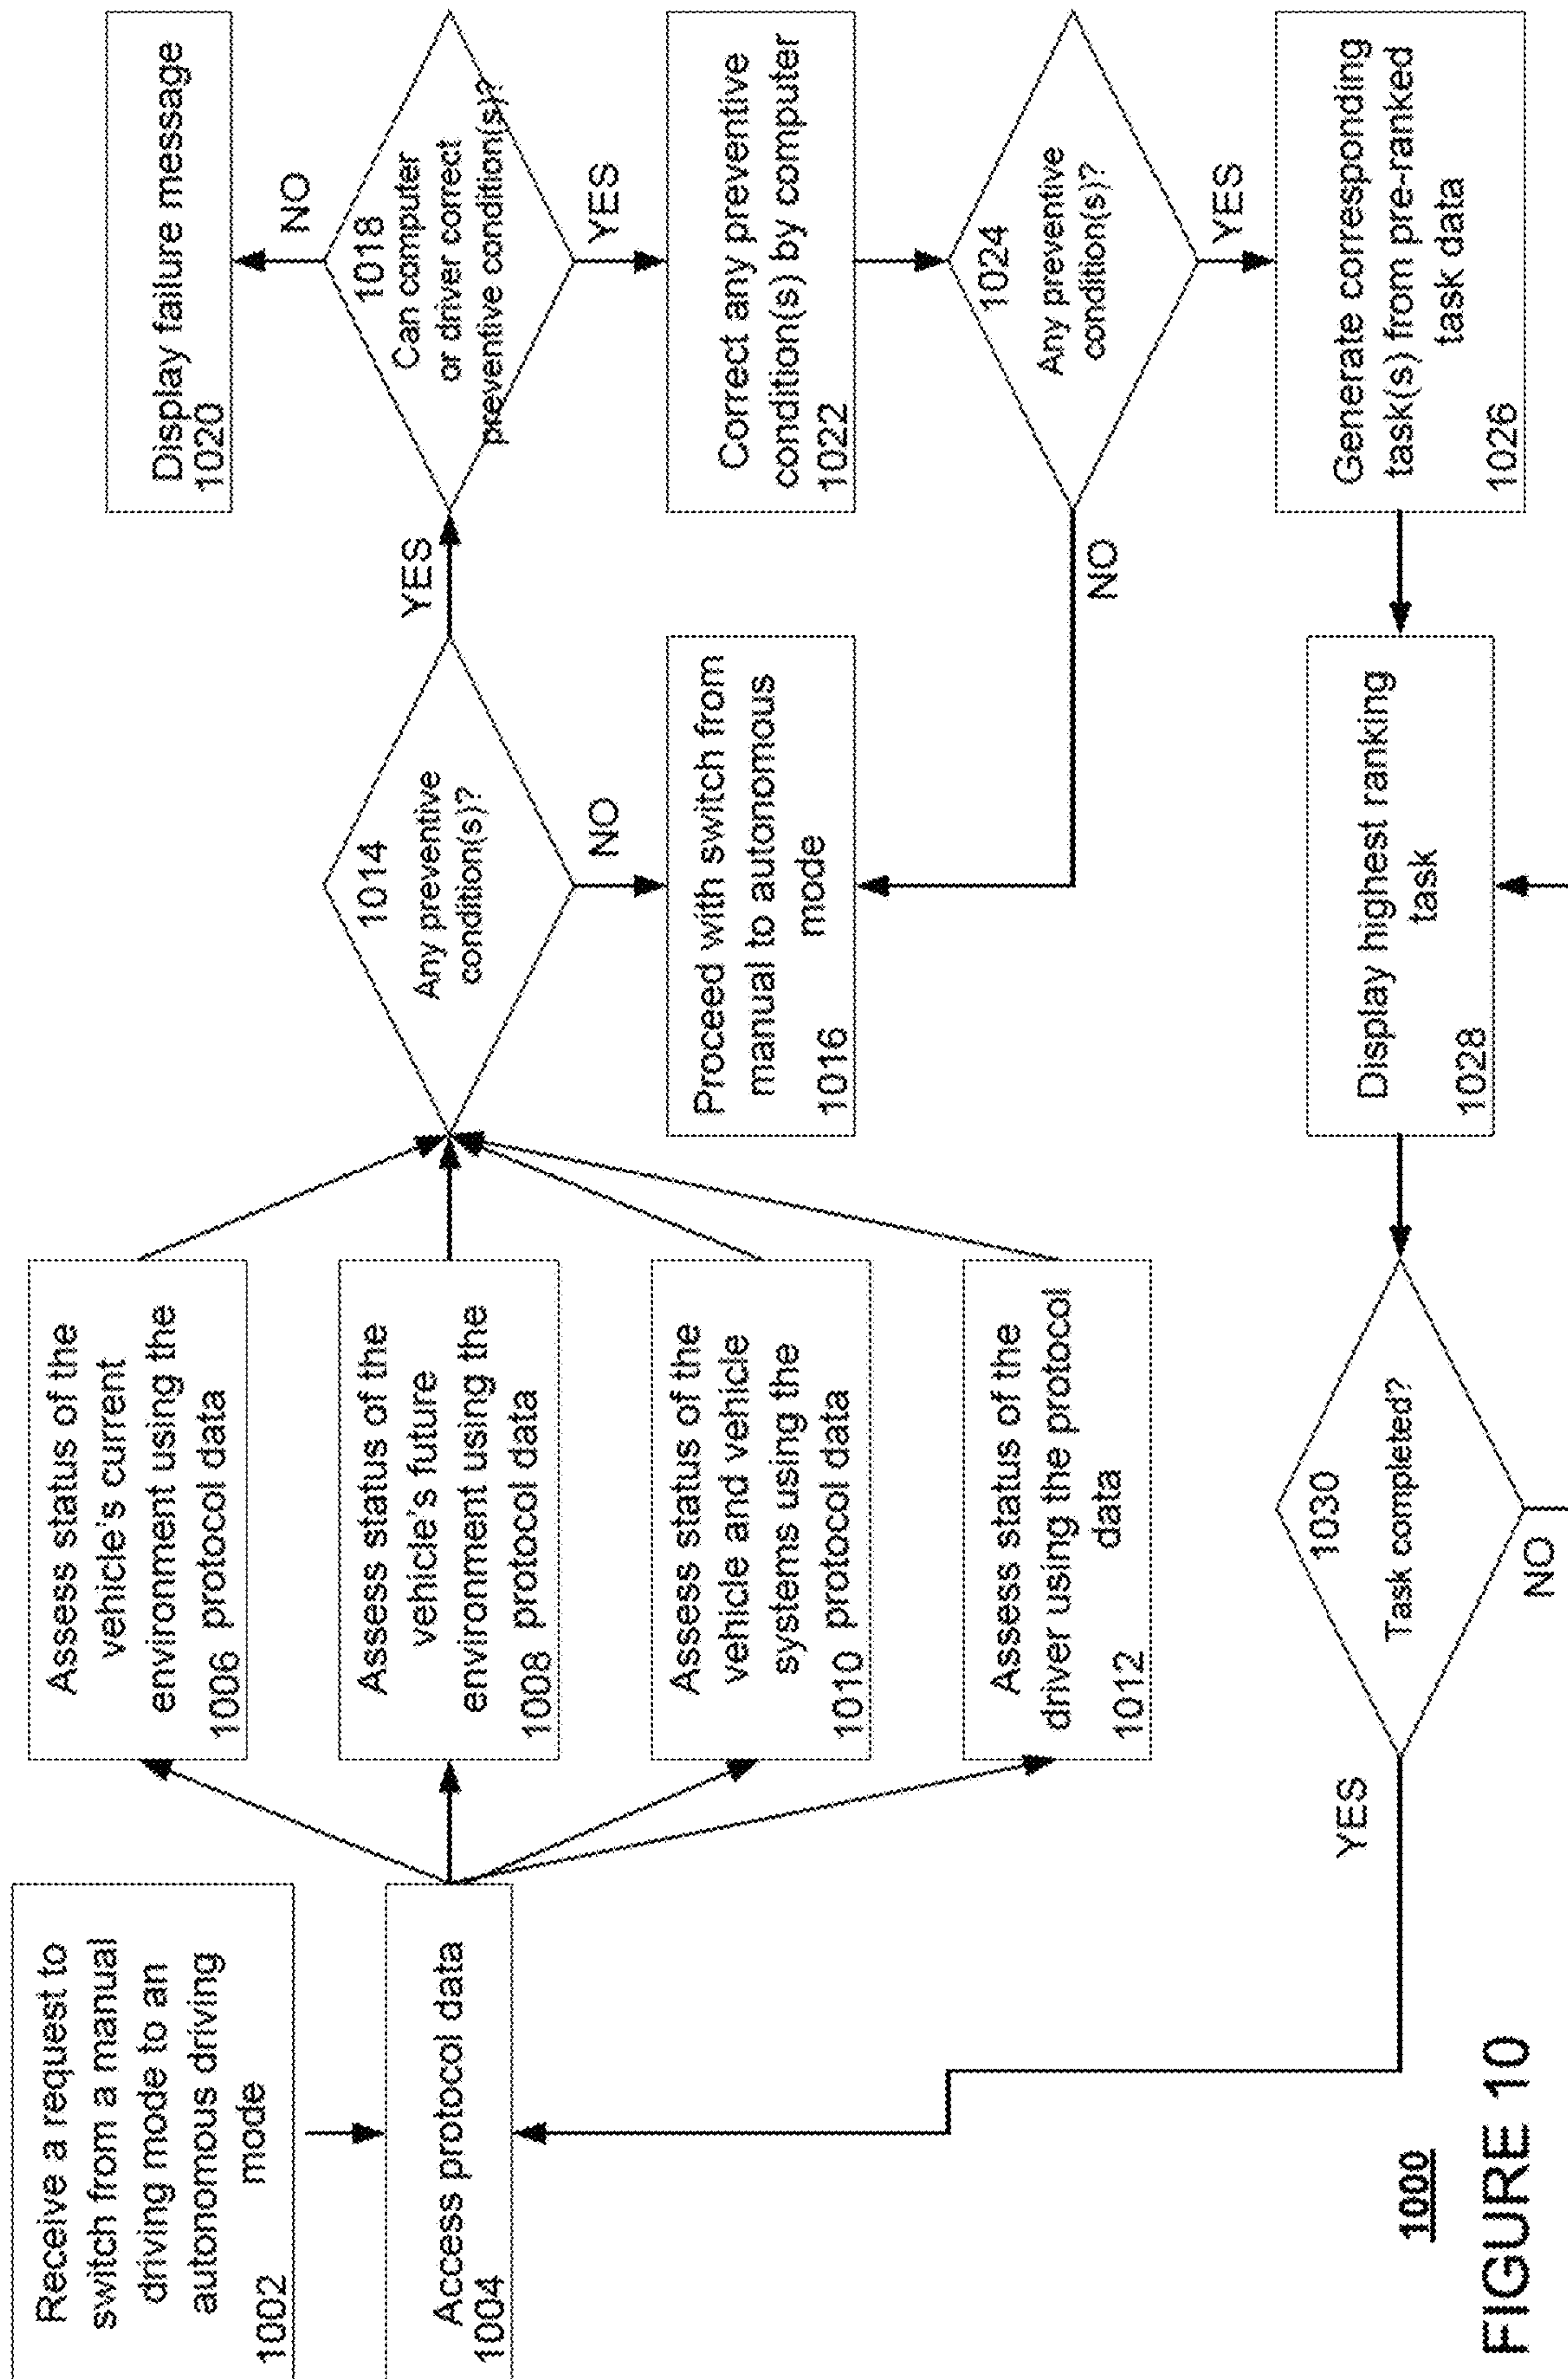 Receive a request to
switch from a manual
driving mode to an
autonomous driving
mode
1002
Access protocol data
1004
Assess status of the
vehicle's current
environment using the
1006 protocol data
Assess status of the
vehicle's future
environment using the
1008 protocol data
Assess status of the
vehicle and vehicle
systems using the
1010 protocol data
Assess status of the
driver using the protocol
data
1012
1014
Any preventive
condition(s)?
YES
NO
Proceed with switch from
manual to autonomous
mode
1016
1018
Can computer
or driver correct
preventive condition(s)?
NO
YES
Display failure message
1020
Correct any preventive
condition(s) by computer
1022
1024
Any preventive
condition(s)?
NO
YES
Generate corresponding
task(s) from pre-ranked
task data
1026
Display highest ranking
task
1028
1030
Task completed?
YES
NO
1000
FIGURE 10